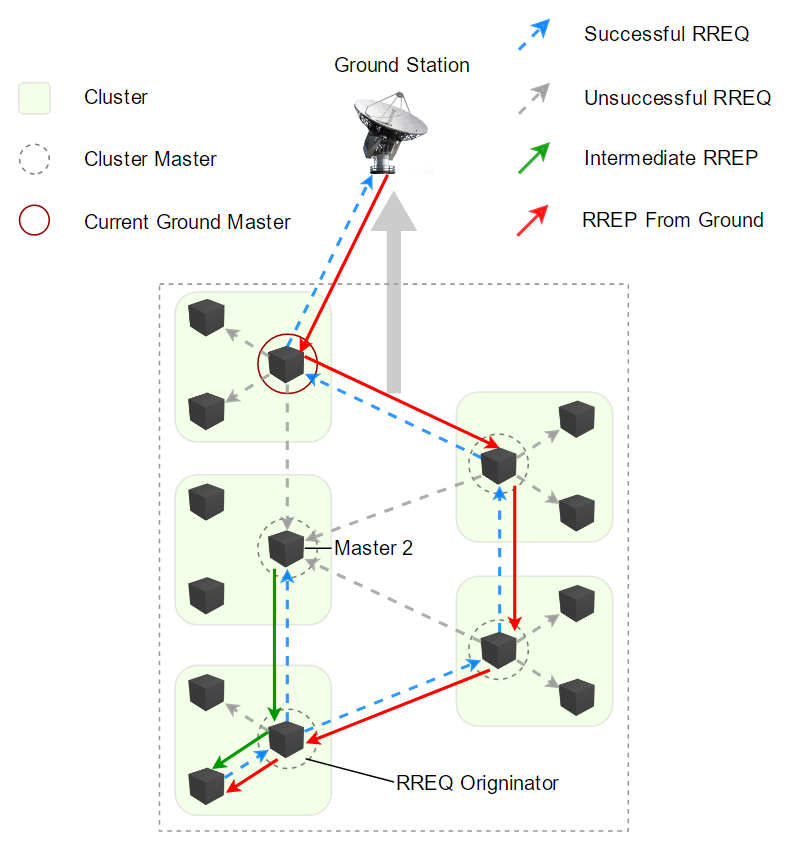 Successful RREQ
Ground Station
Cluster
Unsuccessful RREQ
Cluster Master
Intermediate RREP
Current Ground Master
RREP From Ground
Master 2
RREQ Origninator